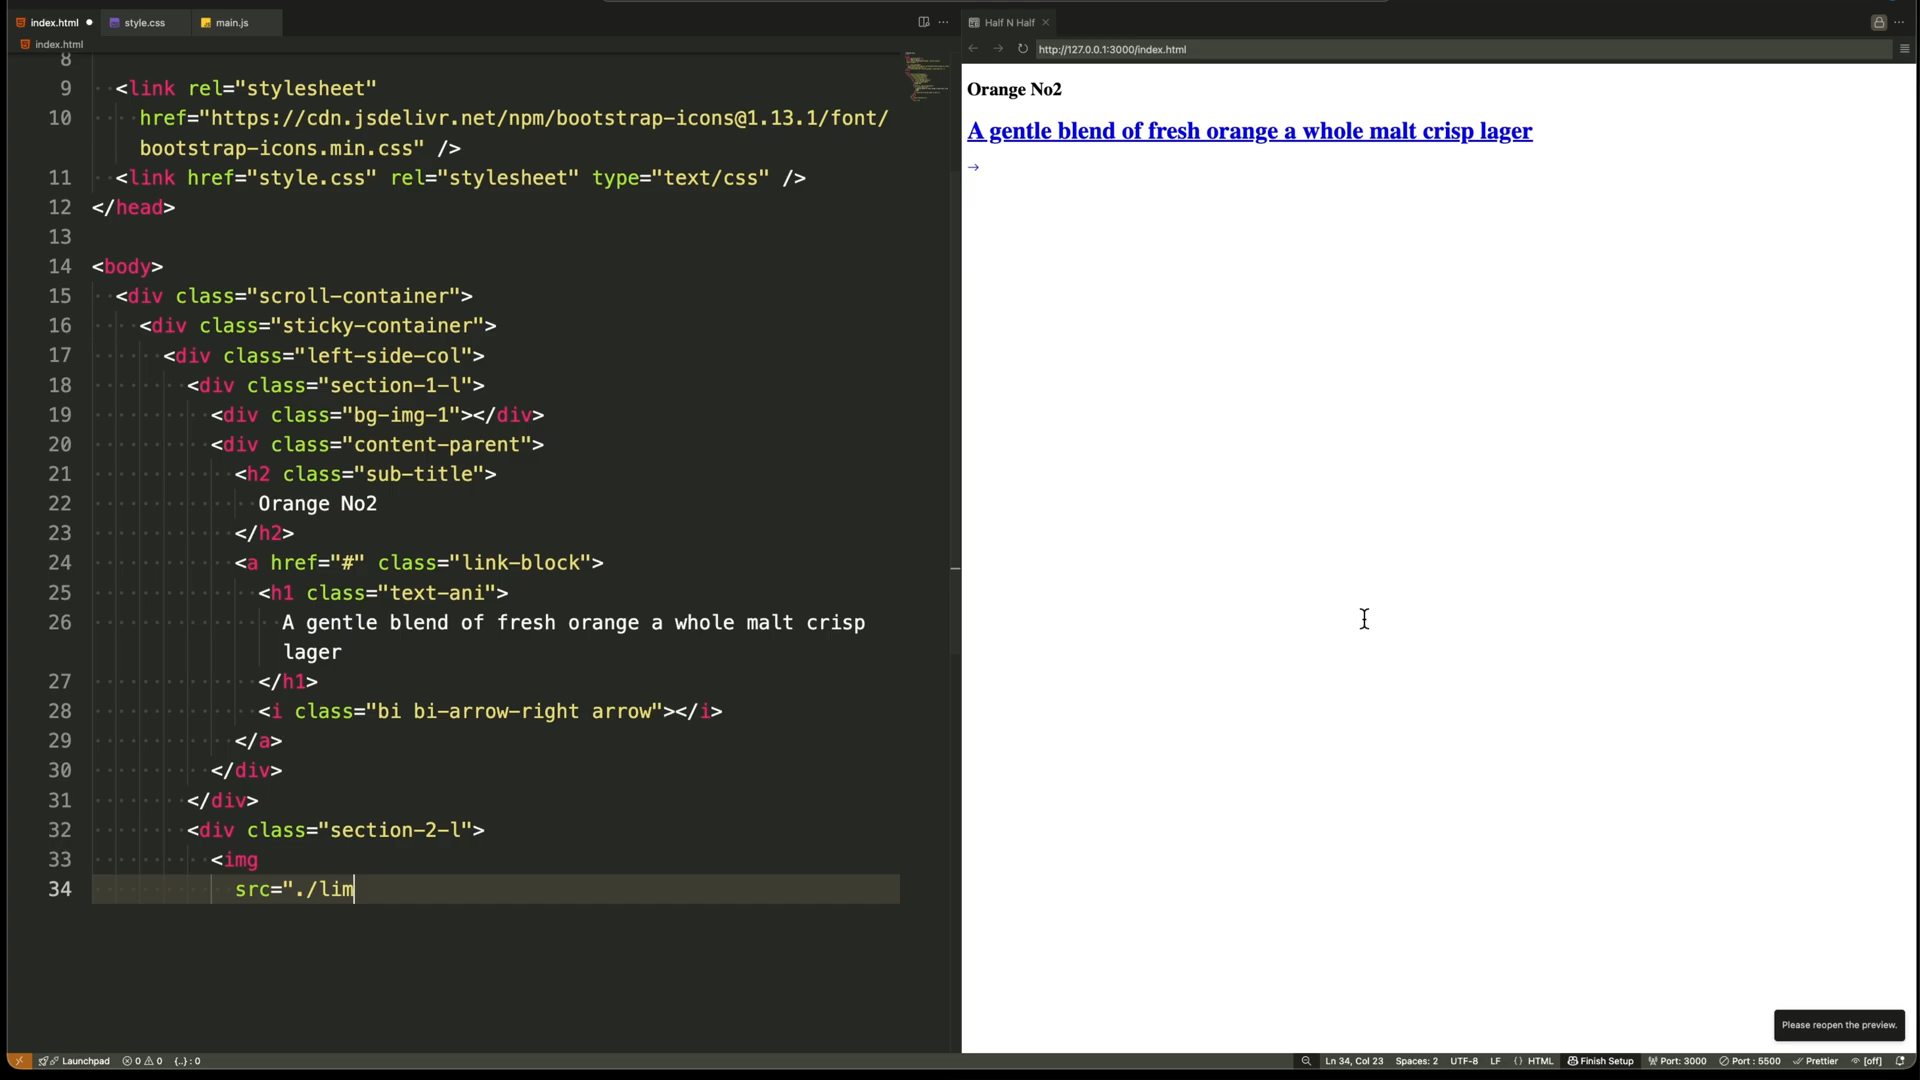 index.html
style.css
main.js
Half N Half
index.html
http://127.0.0.1:3000/index.html
8
9 <link rel="stylesheet"
10 href="https://cdn.jsdelivr.net/npm/bootstrap-icons@1.13.1/font/
bootstrap-icons.min.css" />
11 <link href="style.css" rel="stylesheet" type="text/css" />
12 </head>
13
14 <body>
15 <div class="scroll-container">
16 <div class="sticky-container">
17 <div class="left-side-col">
18 <div class="section-1-l">
19 <div class="bg-img-1"></div>
20 <div class="content-parent">
21 <h2 class="sub-title">
22 Orange No2
23 </h2>
24 <a href="#" class="link-block">
25 <h1 class="text-ani">
26 A gentle blend of fresh orange a whole malt crisp
lager
27 </h1>
28 <i class="bi bi-arrow-right arrow"></i>
29 </a>
30 </div>
31 </div>
32 <div class="section-2-l">
33 <img
34 src="./lim
Orange No2
A gentle blend of fresh orange a whole malt crisp lager
→
Please reopen the preview.
Launchpad
0
0
{..} : 0
Ln 34, Col 23
Spaces: 2
UTF-8
LF
{} HTML
Finish Setup
Port: 3000
Port : 5500
Prettier
[off]